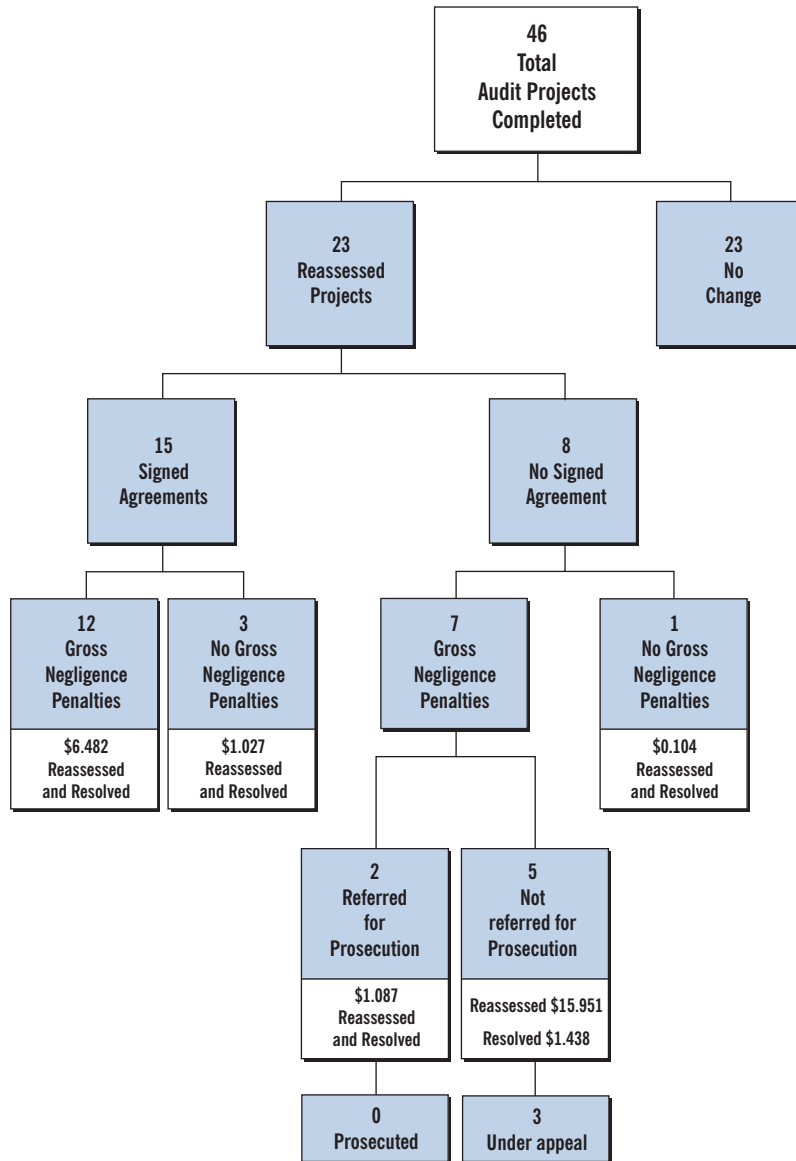 46
Total
Audit Projects
Completed
23
Reassessed
Projects
23
No
Change
15
Signed
Agreements
8
No Signed
Agreement
12
Gross
Negligence
Penalties
$6.482
Reassessed
and Resolved
3
No Gross
Negligence
Penalties
$1.027
Reassessed
and Resolved
7
Gross
Negligence
Penalties
1
No Gross
Negligence
Penalties
$0.104
Reassessed
and Resolved
2
Referred
for
Prosecution
$1.087
Reassessed
and Resolved
5
Not
referred for
Prosecution
Reassessed $15.951
Resolved $1.438
0
Prosecuted
3
Under appeal